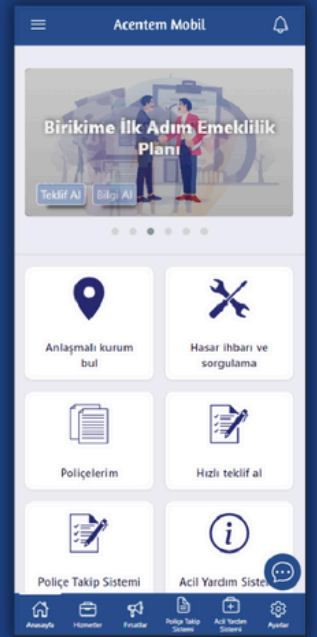 Acentem Mobil
Birikime İlk Adım Emeklilik
Planı
Teklif Al
Bilgi Al
Anlaşmalı kurum
bul
Hasar ihbarı ve
sorgulama
Poliçelerim
Hızlı teklif al
Poliçe Takip Sistemi
Acil Yardım Siste
Anasayfa
Hizmetler
Fırsatlar
Poliçe Takip
Sistemi
Acil Yardım
Sistemi
Ayarlar